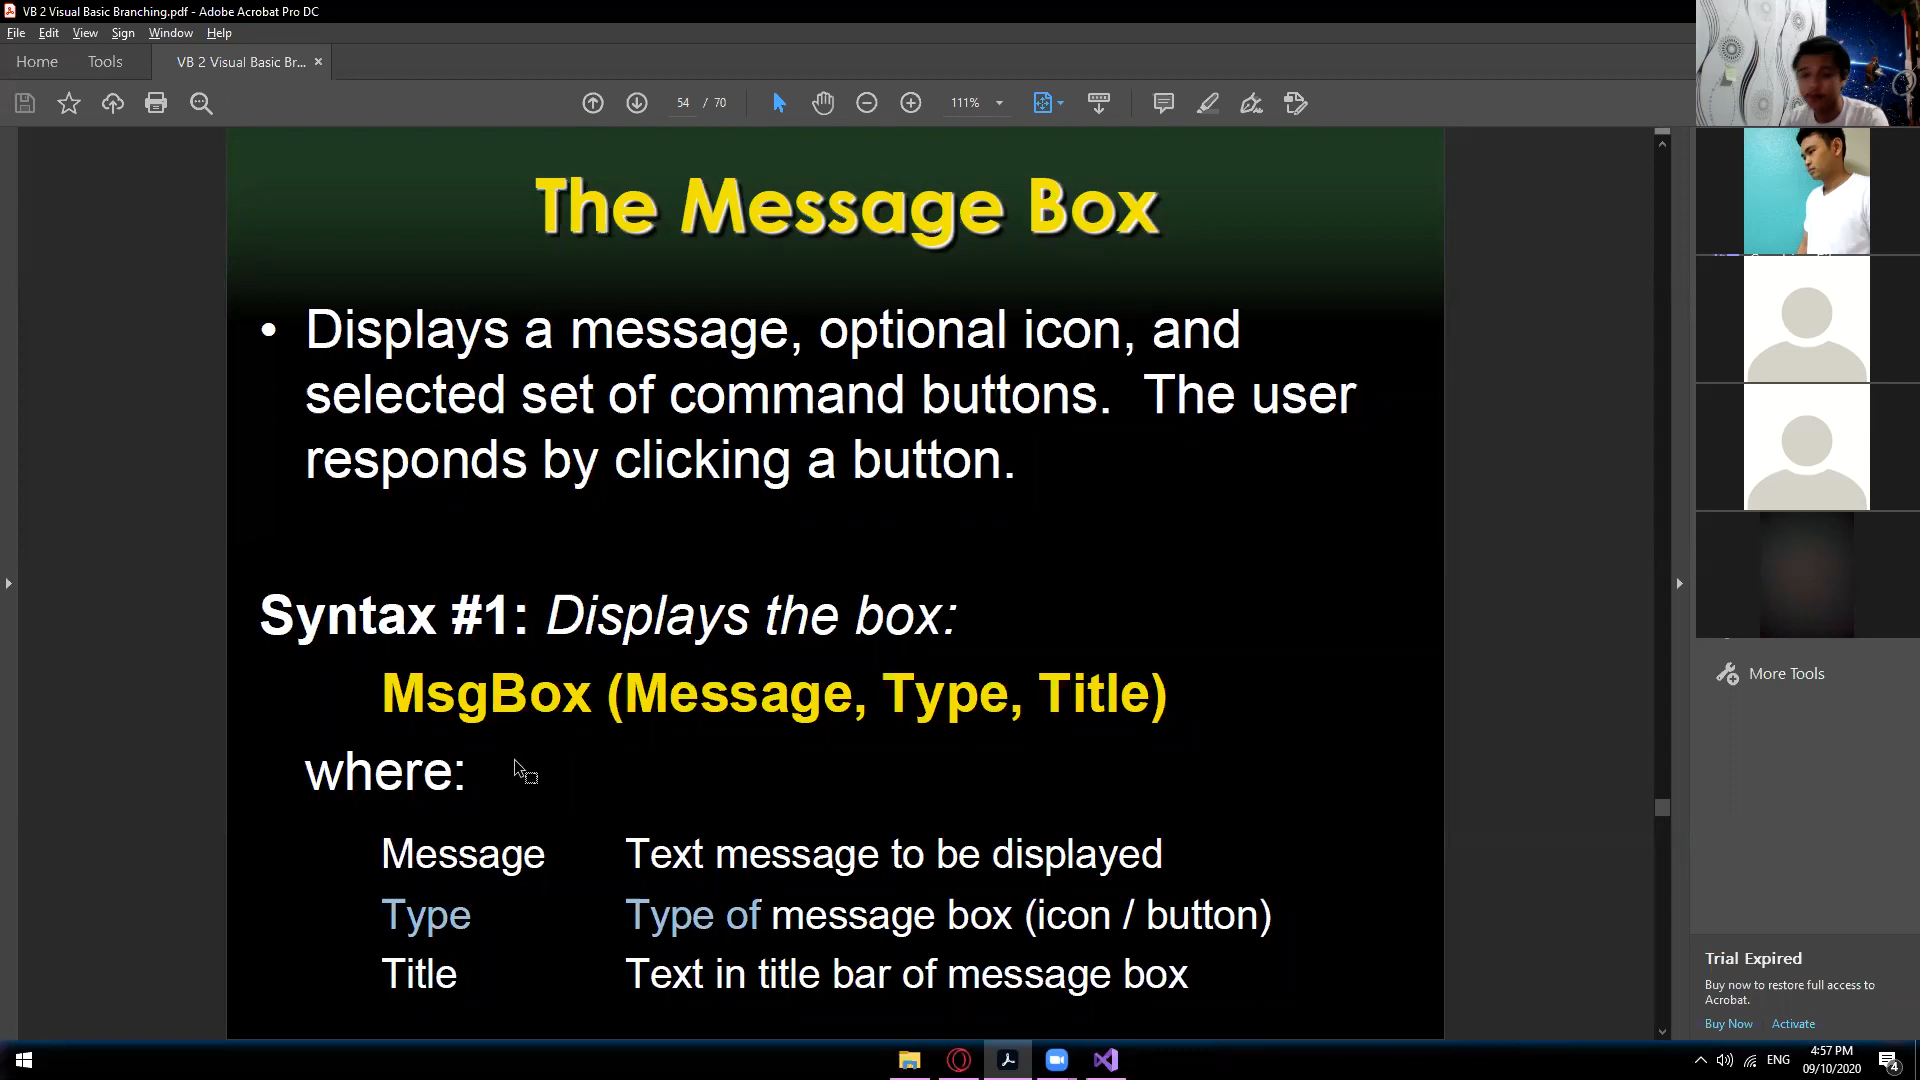 VB 2 Visual Basic Branching.pdf - Adobe Acrobat Pro DC
File Edit View Sign Window Help
Home Tools VB 2 Visual Basic Br... ×
54 / 70 111%
The Message Box
• Displays a message, optional icon, and
selected set of command buttons. The user
responds by clicking a button.
Syntax #1: Displays the box:
MsgBox (Message, Type, Title)
where:
Message Text message to be displayed
Type Type of message box (icon / button)
Title Text in title bar of message box
More Tools
Trial Expired
Buy now to restore full access to
Acrobat.
Buy Now Activate
ENG 4:57 PM
09/10/2020
4